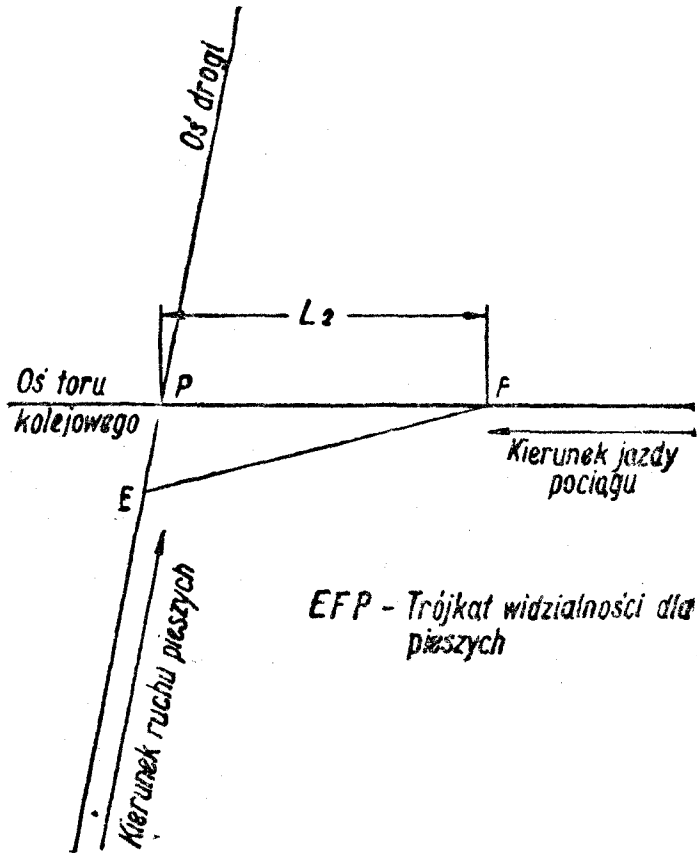 Oś drogi
L2
Oś toru
kolejowego
P
F
E
Kierunek jazdy
pociągu
Kierunek ruchu pieszych
EFP - Trójkąt widzialności dla
pieszych